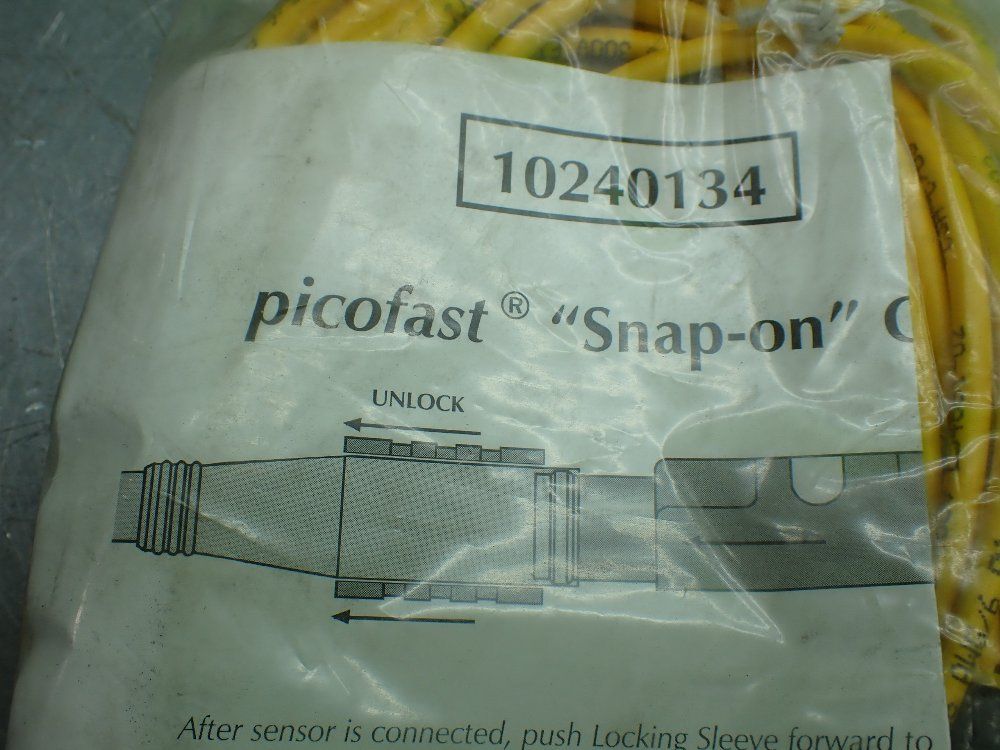 10240134
picofast® “Snap-on”
UNLOCK
After sensor is connected, push Locking Sleeve forward to